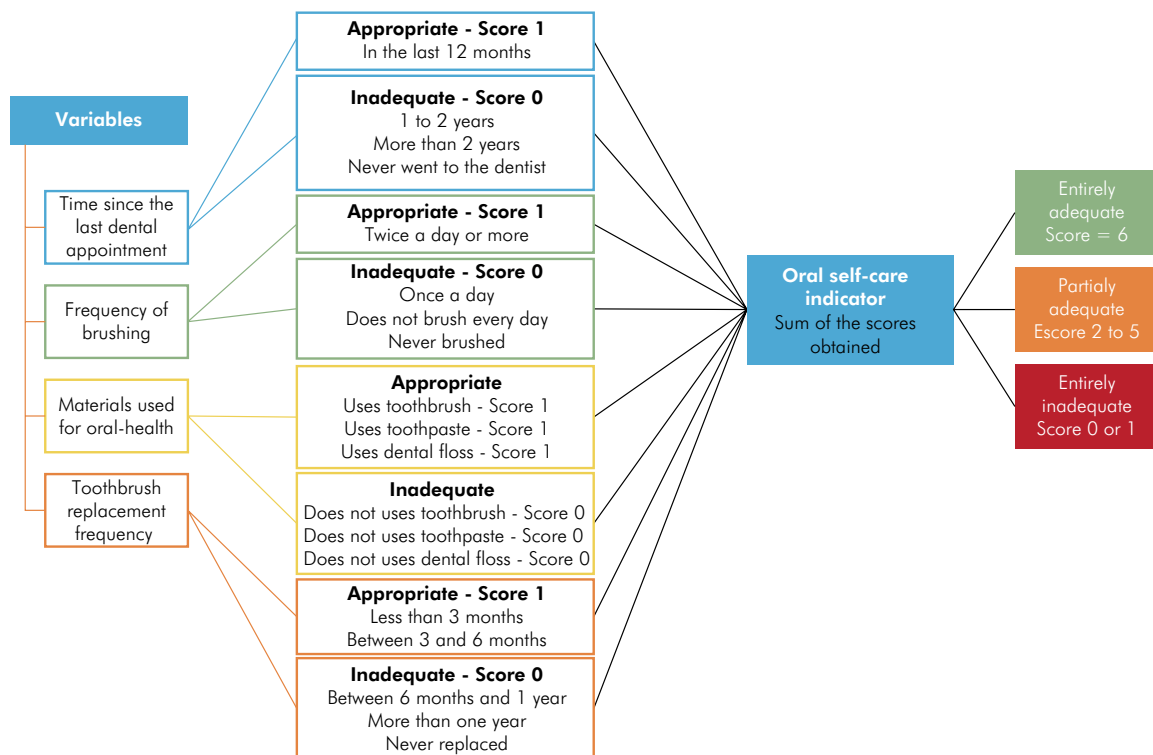 Variables
Time since the
last dental
appointment
Frequency of
brushing
Materials used
for oral-health
Toothbrush
replacement
frequency
Appropriate - Score 1
In the last 12 months
Inadequate - Score 0
1 to 2 years
More than 2 years
Never went to the dentist
Appropriate - Score 1
Twice a day or more
Inadequate - Score 0
Once a day
Does not brush every day
Never brushed
Appropriate
Uses toothbrush - Score 1
Uses toothpaste - Score 1
Uses dental floss - Score 1
Inadequate
Does not uses toothbrush - Score 0
Does not uses toothpaste - Score 0
Does not uses dental floss - Score 0
Appropriate - Score 1
Less than 3 months
Between 3 and 6 months
Inadequate - Score 0
Between 6 months and 1 year
More than one year
Never replaced
Oral self-care
indicator
Sum of the scores
obtained
Entirely
adequate
Score = 6
Partialy
adequate
Escore 2 to 5
Entirely
inadequate
Score 0 or 1